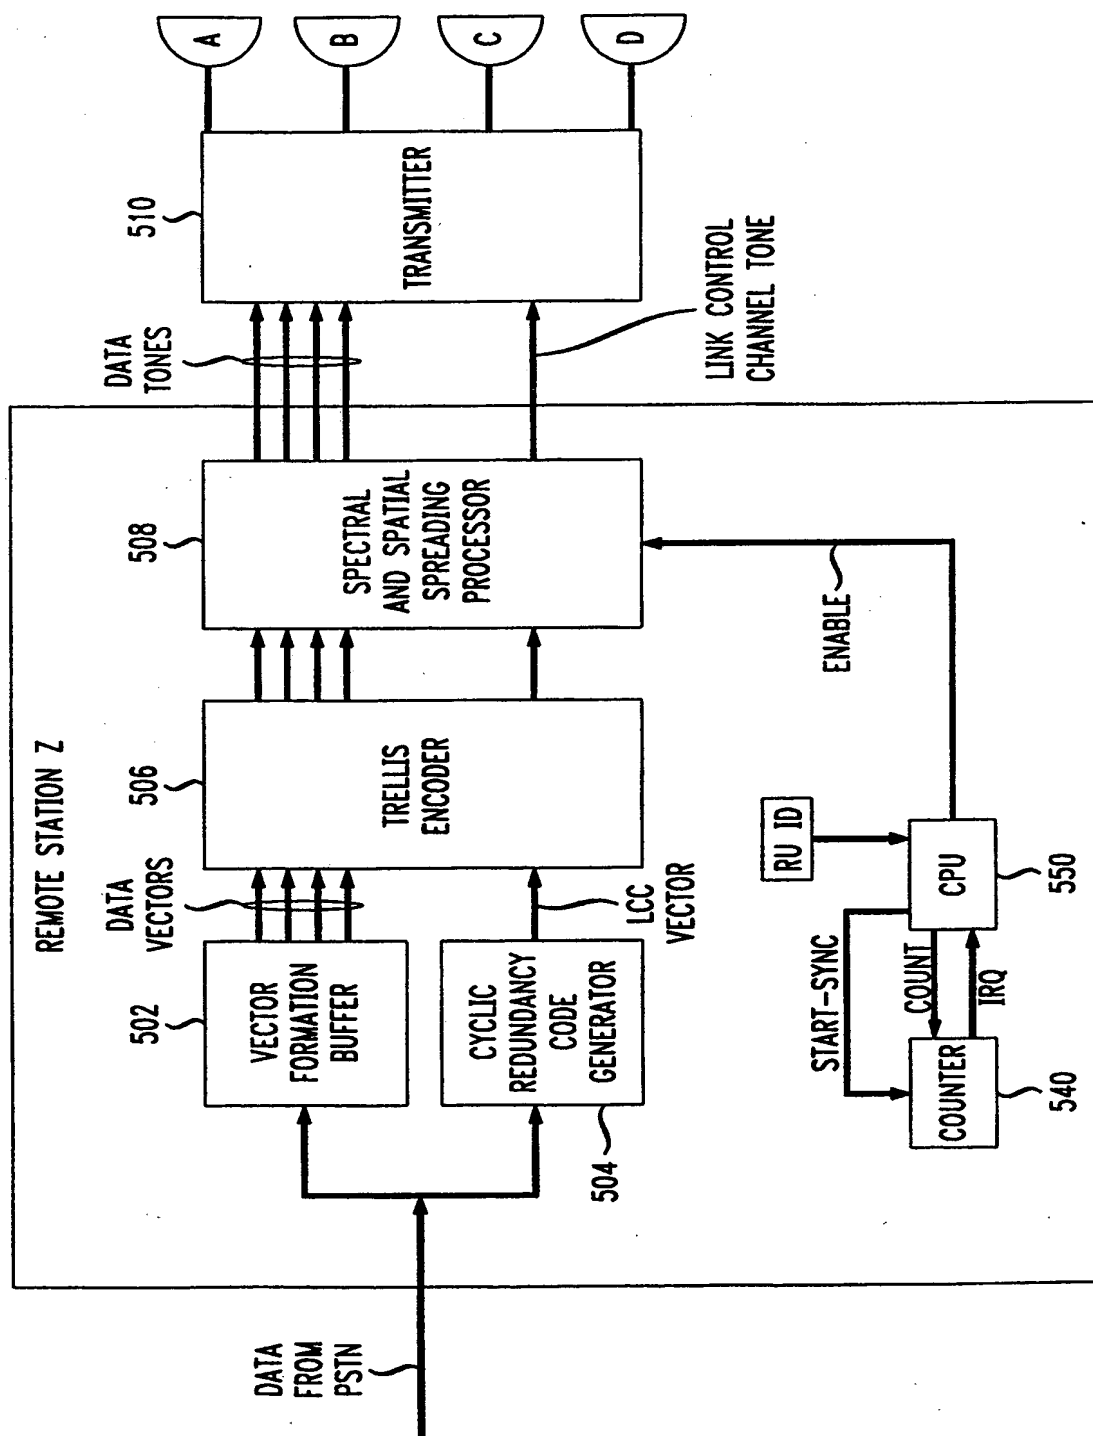 REMOTE STATION Z
DATA
FROM
PSTN
502
VECTOR
FORMATION
BUFFER
504
CYCLIC
REDUNDANCY
CODE
GENERATOR
DATA
VECTORS
LCC
VECTOR
506
TRELLIS
ENCODER
508
SPECTRAL
AND SPATIAL
SPREADING
PROCESSOR
DATA
TONES
LINK CONTROL
CHANNEL TONE
510
TRANSMITTER
A
B
C
D
START-SYNC
COUNT
IRQ
COUNTER
540
RU ID
CPU
550
ENABLE